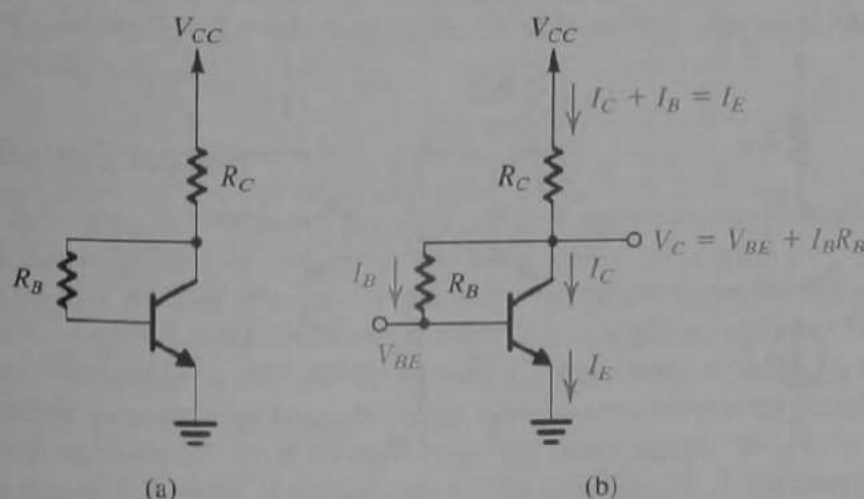 V_CC
R_C
R_B
(a)
V_CC
I_C + I_B = I_E
R_C
V_C = V_BE + I_B R_B
I_B
R_B
I_C
V_BE
I_E
(b)